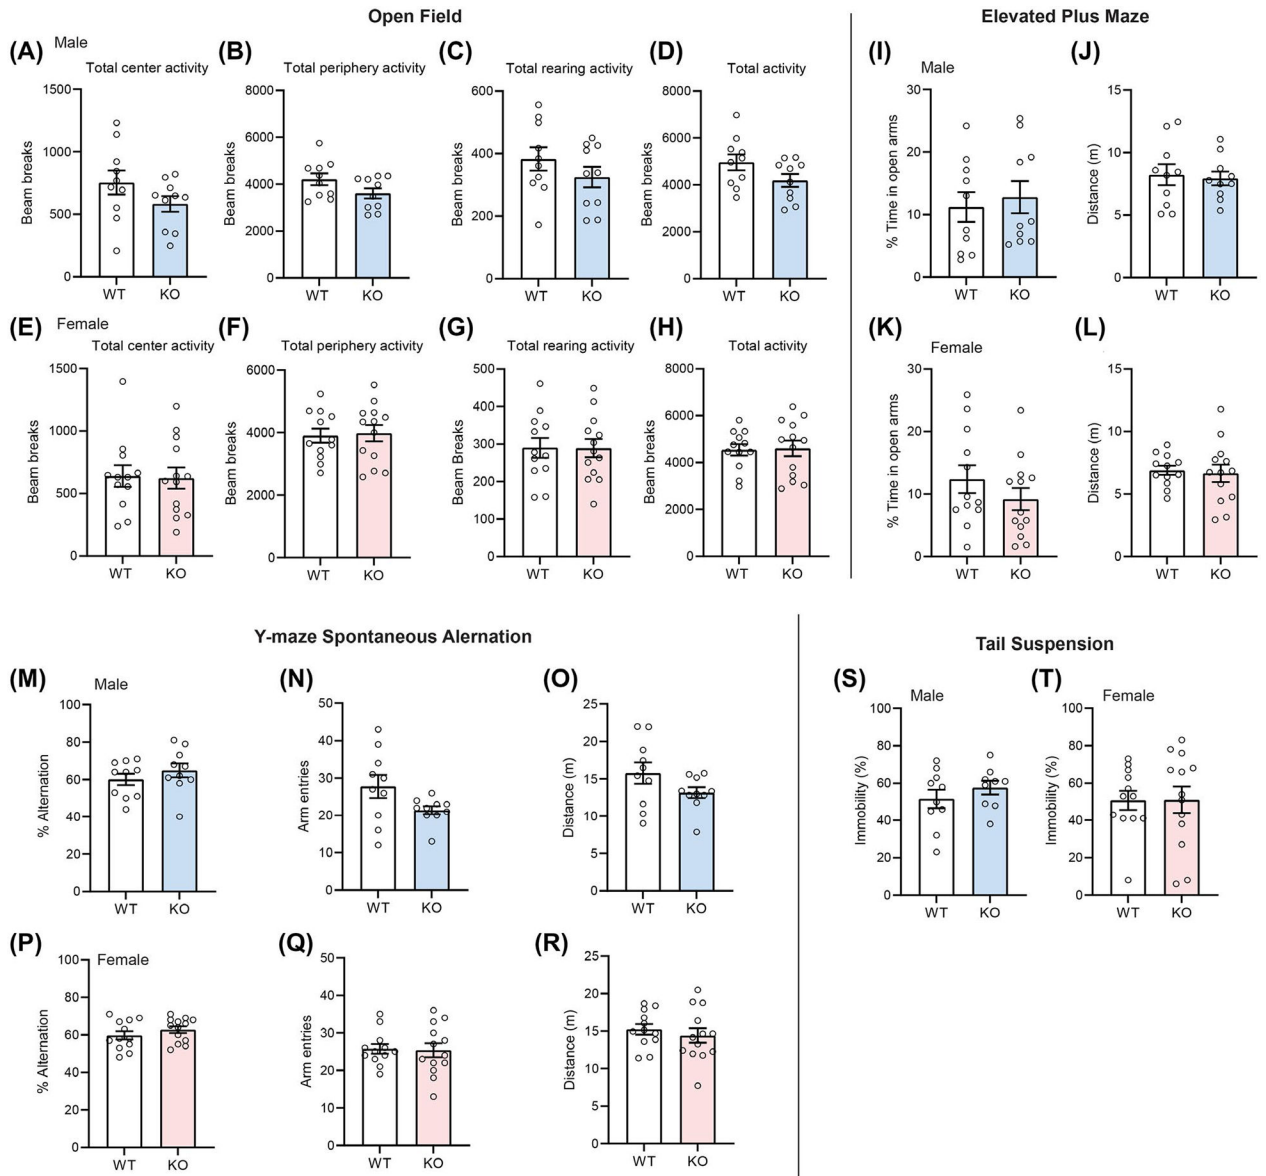 Open Field
Elevated Plus Maze
(A) Male
Total center activity
Beam breaks
1500
1000
500
0
WT KO
(B)
Total periphery activity
Beam breaks
8000
6000
4000
2000
0
WT KO
(C)
Total rearing activity
Beam breaks
600
400
200
0
WT KO
(D)
Total activity
Beam breaks
8000
6000
4000
2000
0
WT KO
(I) Male
% Time in open arms
30
20
10
0
WT KO
(J)
Distance (m)
15
10
5
0
WT KO
(E) Female
Total center activity
Beam breaks
1500
1000
500
0
WT KO
(F)
Total periphery activity
Beam breaks
6000
4000
2000
0
WT KO
(G)
Total rearing activity
Beam breaks
500
400
300
200
100
0
WT KO
(H)
Total activity
Beam breaks
8000
6000
4000
2000
0
WT KO
(K) Female
% Time in open arms
30
20
10
0
WT KO
(L)
Distance (m)
15
10
5
0
WT KO
Y-maze Spontaneous Alernation
Tail Suspension
(M) Male
% Alternation
100
80
60
40
20
0
WT KO
(N)
Arm entries
50
40
30
20
10
0
WT KO
(O)
Distance (m)
25
20
15
10
5
0
WT KO
(S) Male
Immobility (%)
100
80
60
40
20
0
WT KO
(T) Female
Immobility (%)
100
80
60
40
20
0
WT KO
(P) Female
% Alternation
100
80
60
40
20
0
WT KO
(Q)
Arm entries
50
40
30
20
10
0
WT KO
(R)
Distance (m)
25
20
15
10
5
0
WT KO